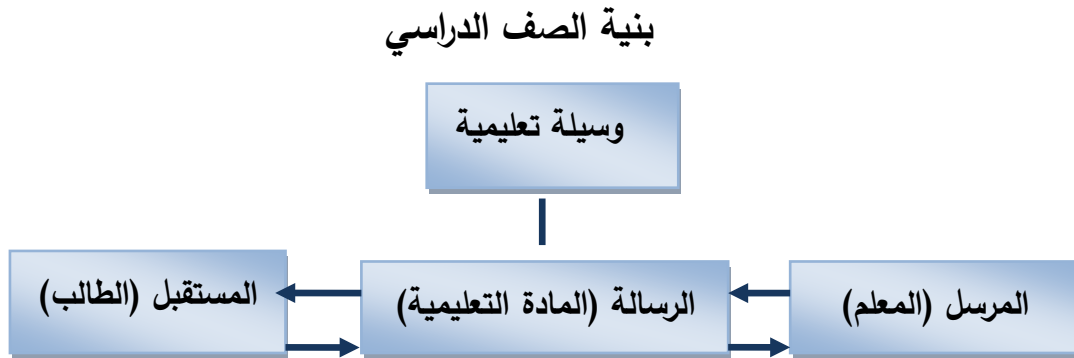 بنية الصف الدراسي
وسيلة تعليمية
المرسل (المعلم)
الرسالة (المادة التعليمية)
المستقبل (الطالب)